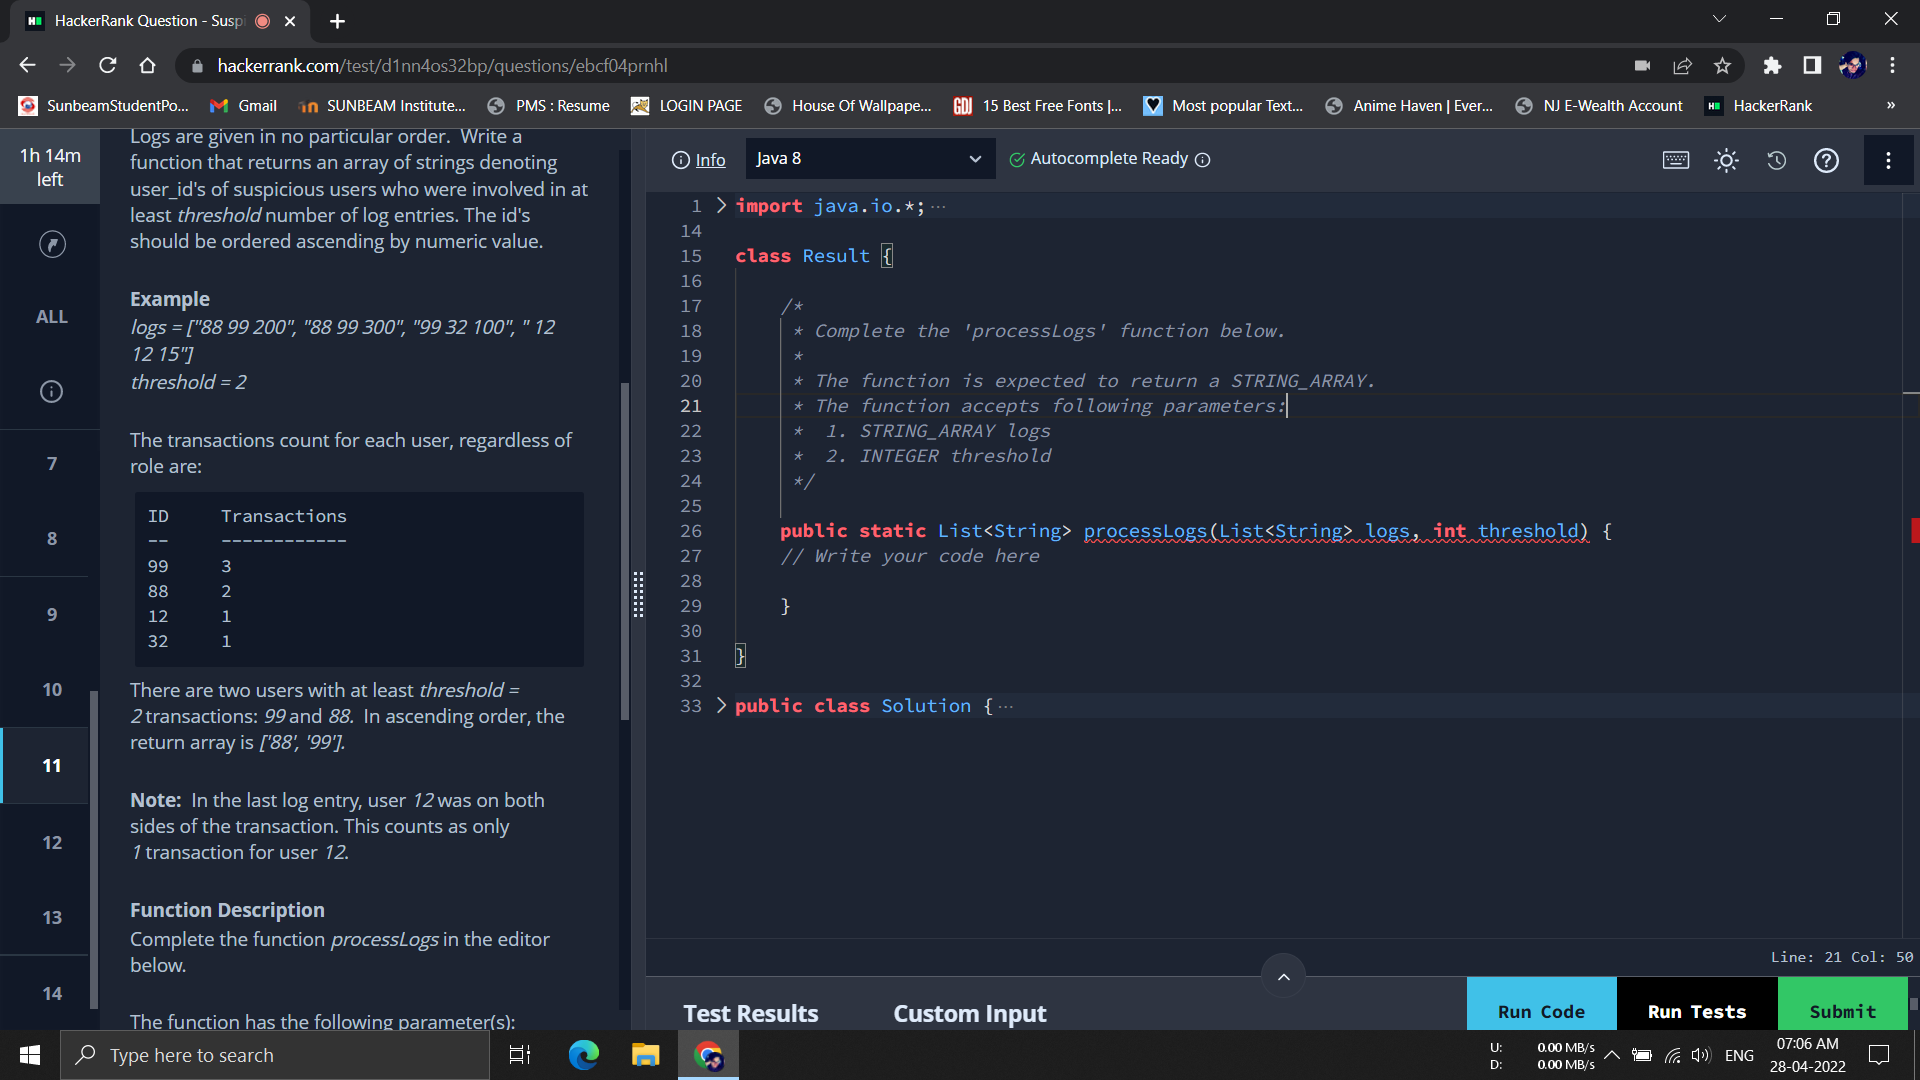 HackerRank Question - Susp
hackerrank.com/test/d1nn4os32bp/questions/ebcf04prnhl
SunbeamStudentPo...
Gmail
SUNBEAM Institute...
PMS : Resume
LOGIN PAGE
House Of Wallpape...
GD!
15 Best Free Fonts |...
Most popular Text...
Anime Haven | Ever...
NJ E-Wealth Account
HackerRank
»
1h 14m
left
ALL
7
8
9
10
11
12
13
14
Logs are given in no particular order.  Write a
function that returns an array of strings denoting
user_id's of suspicious users who were involved in at
least threshold number of log entries. The id's
should be ordered ascending by numeric value.
Example
logs = ["88 99 200", "88 99 300", "99 32 100", " 12
12 15"]
threshold = 2
The transactions count for each user, regardless of
role are:
ID Transactions
-- ------------
99 3
88 2
12 1
32 1
There are two users with at least threshold =
2 transactions: 99 and 88.  In ascending order, the
return array is ['88', '99'].
Note:  In the last log entry, user 12 was on both
sides of the transaction. This counts as only
1 transaction for user 12.
Function Description
Complete the function processLogs in the editor
below.
The function has the following parameter(s):
Info
Java 8
Autocomplete Ready
1 import java.io.*;···
14
15 class Result {
16
17 /*
18 * Complete the 'processLogs' function below.
19 *
20 * The function is expected to return a STRING_ARRAY.
21 * The function accepts following parameters:
22 *  1. STRING_ARRAY logs
23 *  2. INTEGER threshold
24 */
25
26 public static List<String> processLogs(List<String> logs, int threshold) {
27 // Write your code here
28
29 }
30
31 }
32
33 public class Solution {···
Line: 21 Col: 50
Test Results
Custom Input
Run Code
Run Tests
Submit
Type here to search
U: 0.00 MB/s
D: 0.00 MB/s
ENG
07:06 AM
28-04-2022